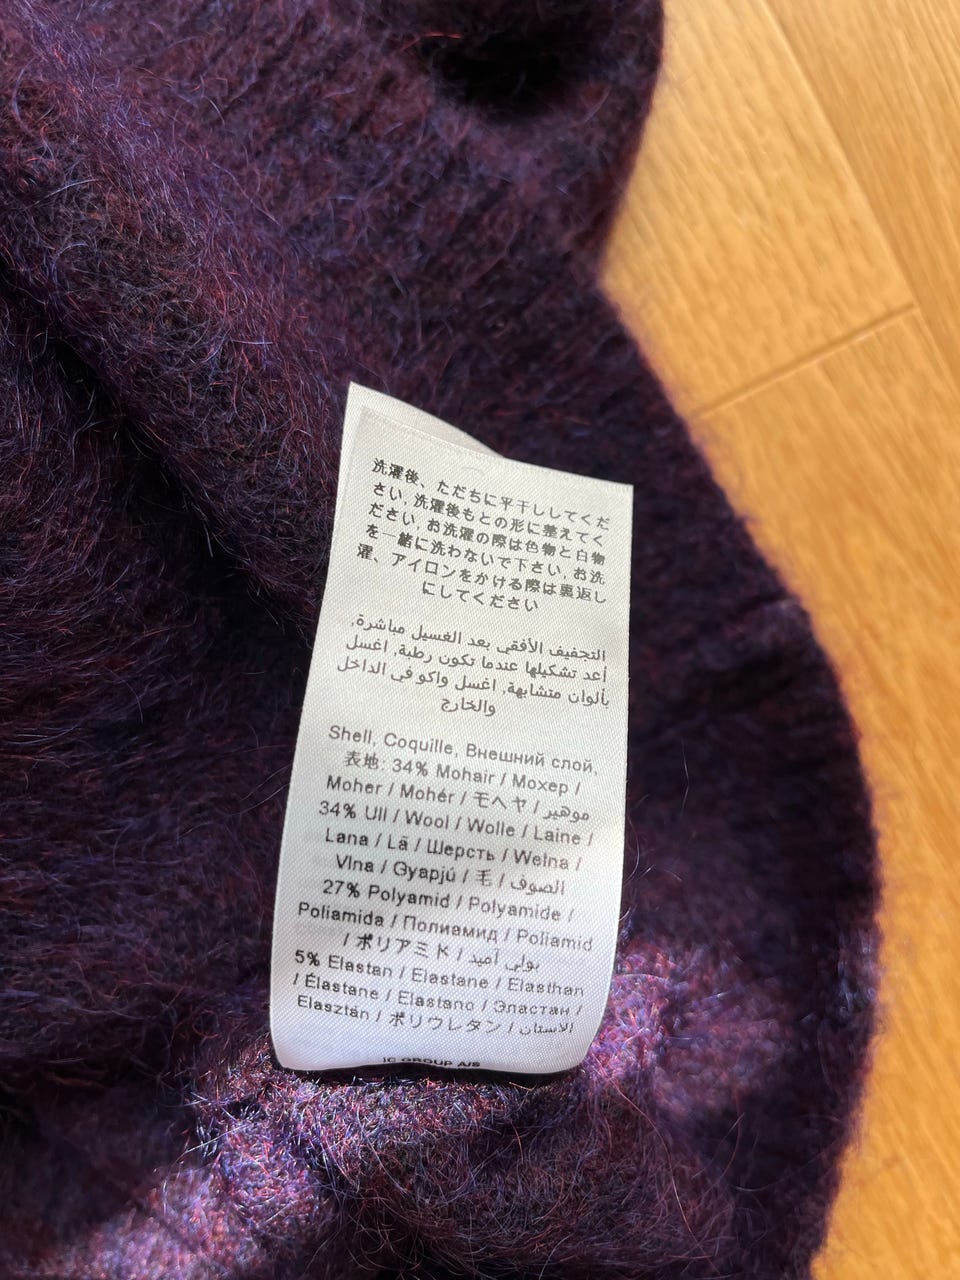 洗濯後、ただちに平干ししてくだ
さい, 洗濯後もとの形に整えてく
ださい, お洗濯の際は色物と白物
を一緒に洗わないで下さい, お洗
濯、アイロンをかける際は裏返し
にしてください
التجفيف الأفقي بعد الغسيل مباشرة,
أعد تشكيلها عندما تكون رطبة, اغسل
بألوان متشابهة, اغسل واكو في الداخل
والخارج
Shell, Coquille, Внешний слой,
表地: 34% Mohair / Мохер /
Moher / Mohér / モヘヤ / موهير /
34% Ull / Wool / Wolle / Laine /
Lana / Lã / Шерсть / Wełna /
Vlna / Gyapjú / 毛 / الصوف
27% Polyamid / Polyamide /
Poliamida / Полиамид / Poliamid
/ ポリアミド / بولي أميد
5% Elastan / Elastane / Elasthan
/ Élastane / Elastano / Эластан /
Elasztán / ポリウレタン / الاستان
IC GROUP A/S